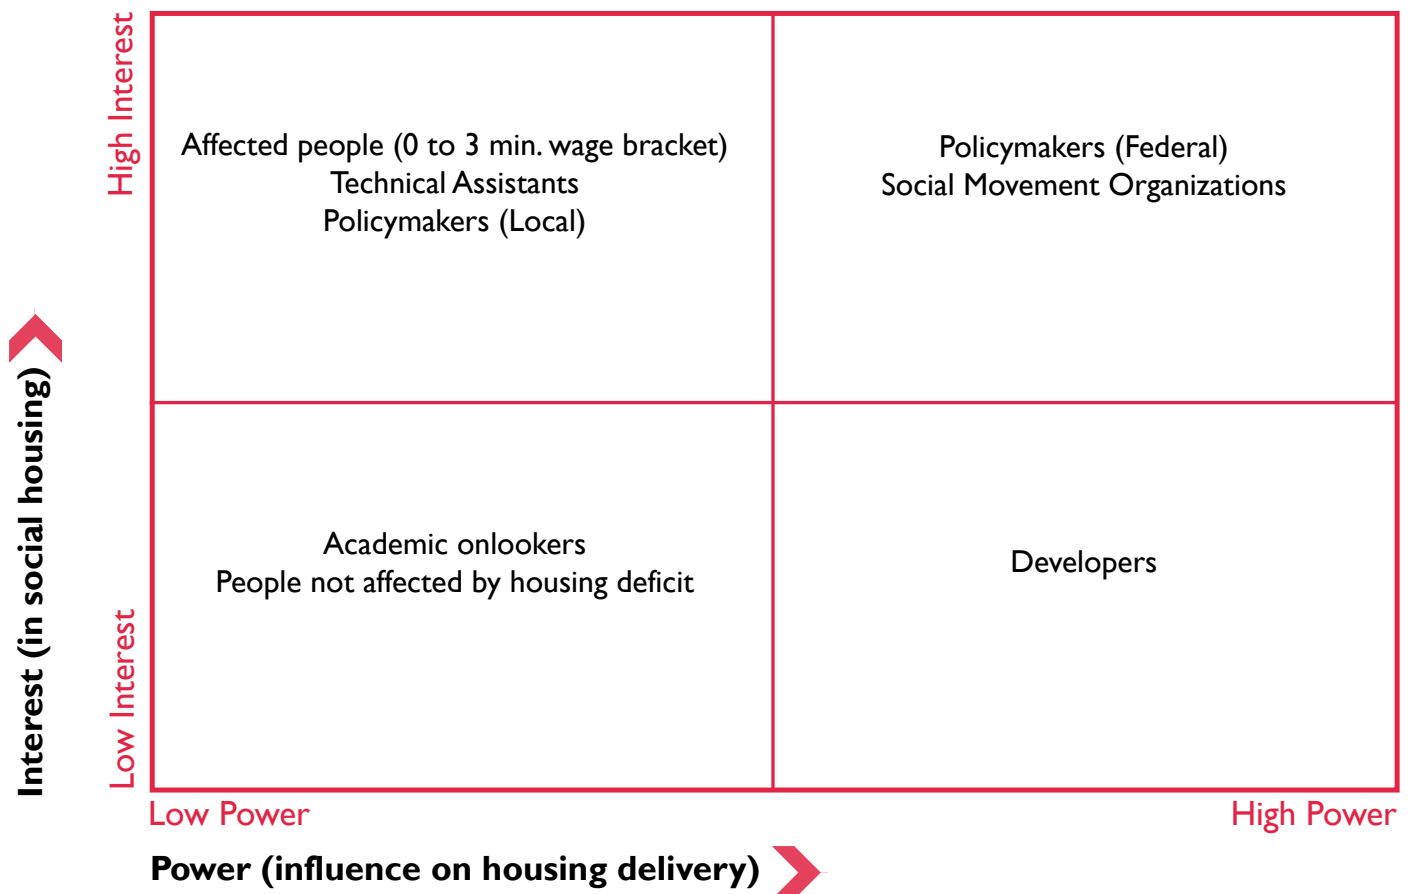 High Interest
Affected people (0 to 3 min. wage bracket)
Technical Assistants
Policymakers (Local)
Policymakers (Federal)
Social Movement Organizations
Interest (in social housing)
Low Interest
Academic onlookers
People not affected by housing deficit
Developers
Low Power
High Power
Power (influence on housing delivery)